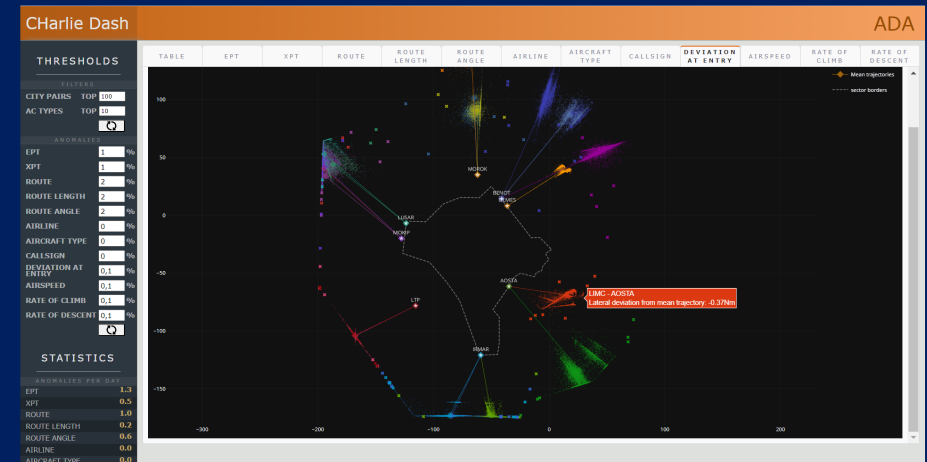 CHarlie Dash
ADA
THRESHOLDS
FILTERS
CITY PAIRS TOP 100
AC TYPES TOP 10
ANOMALIES
EPT 1 %
XPT 1 %
ROUTE 2 %
ROUTE LENGTH 2 %
ROUTE ANGLE 2 %
AIRLINE 0 %
AIRCRAFT TYPE 0 %
CALLSIGN 0 %
DEVIATION AT
ENTRY 0,1 %
AIRSPEED 0,1 %
RATE OF CLIMB 0,1 %
RATE OF DESCENT 0,1 %
STATISTICS
ANOMALIES PER DAY
EPT 1.3
XPT 0.5
ROUTE 1.0
ROUTE LENGTH 0.2
ROUTE ANGLE 0.6
AIRLINE 0.0
AIRCRAFT TYPE 0.0
TABLE
EPT
XPT
ROUTE
ROUTE
LENGTH
ROUTE
ANGLE
AIRLINE
AIRCRAFT
TYPE
CALLSIGN
DEVIATION
AT ENTRY
AIRSPEED
RATE OF
CLIMB
RATE OF
DESCENT
Mean trajectories
sector borders
100
50
0
−50
−100
−150
−300
−200
−100
0
100
200
MOROK
BENOT
LUSAR
MOKIP
AOSTA
LTP
LIMC - AOSTA
Lateral deviation from mean trajectory: -0.37Nm